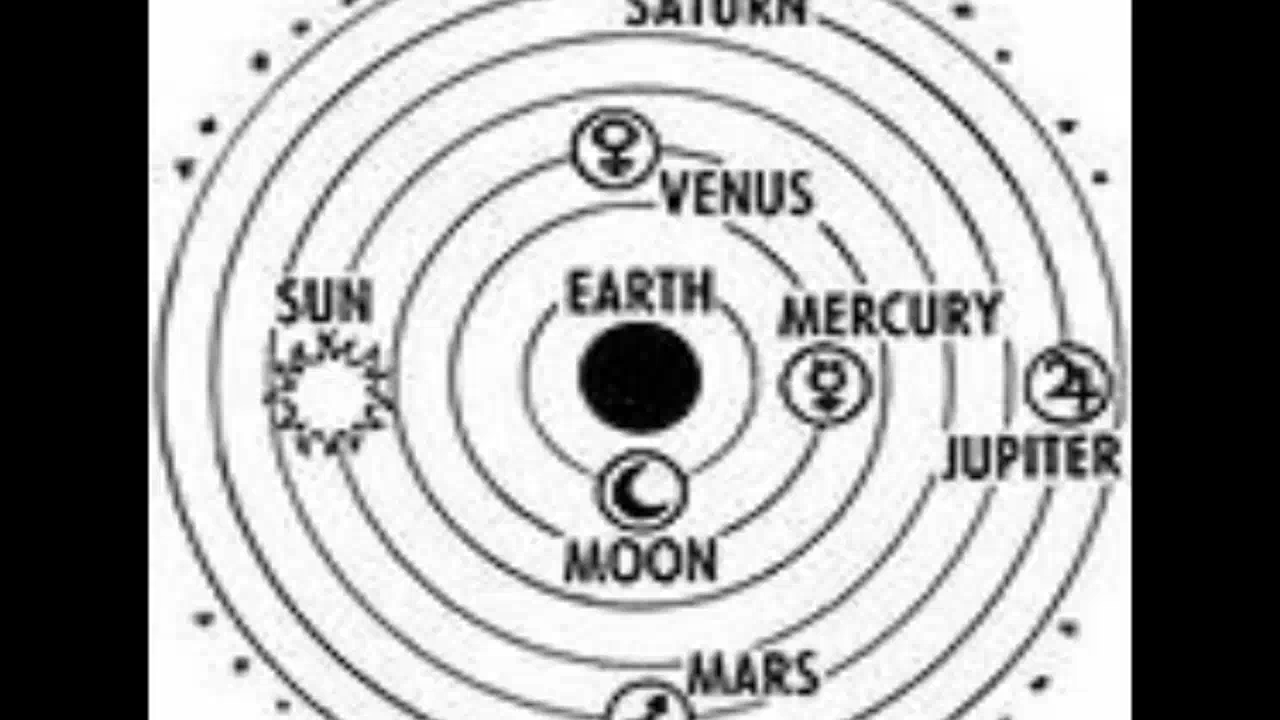 SATURN
VENUS
SUN
EARTH
MERCURY
JUPITER
MOON
MARS